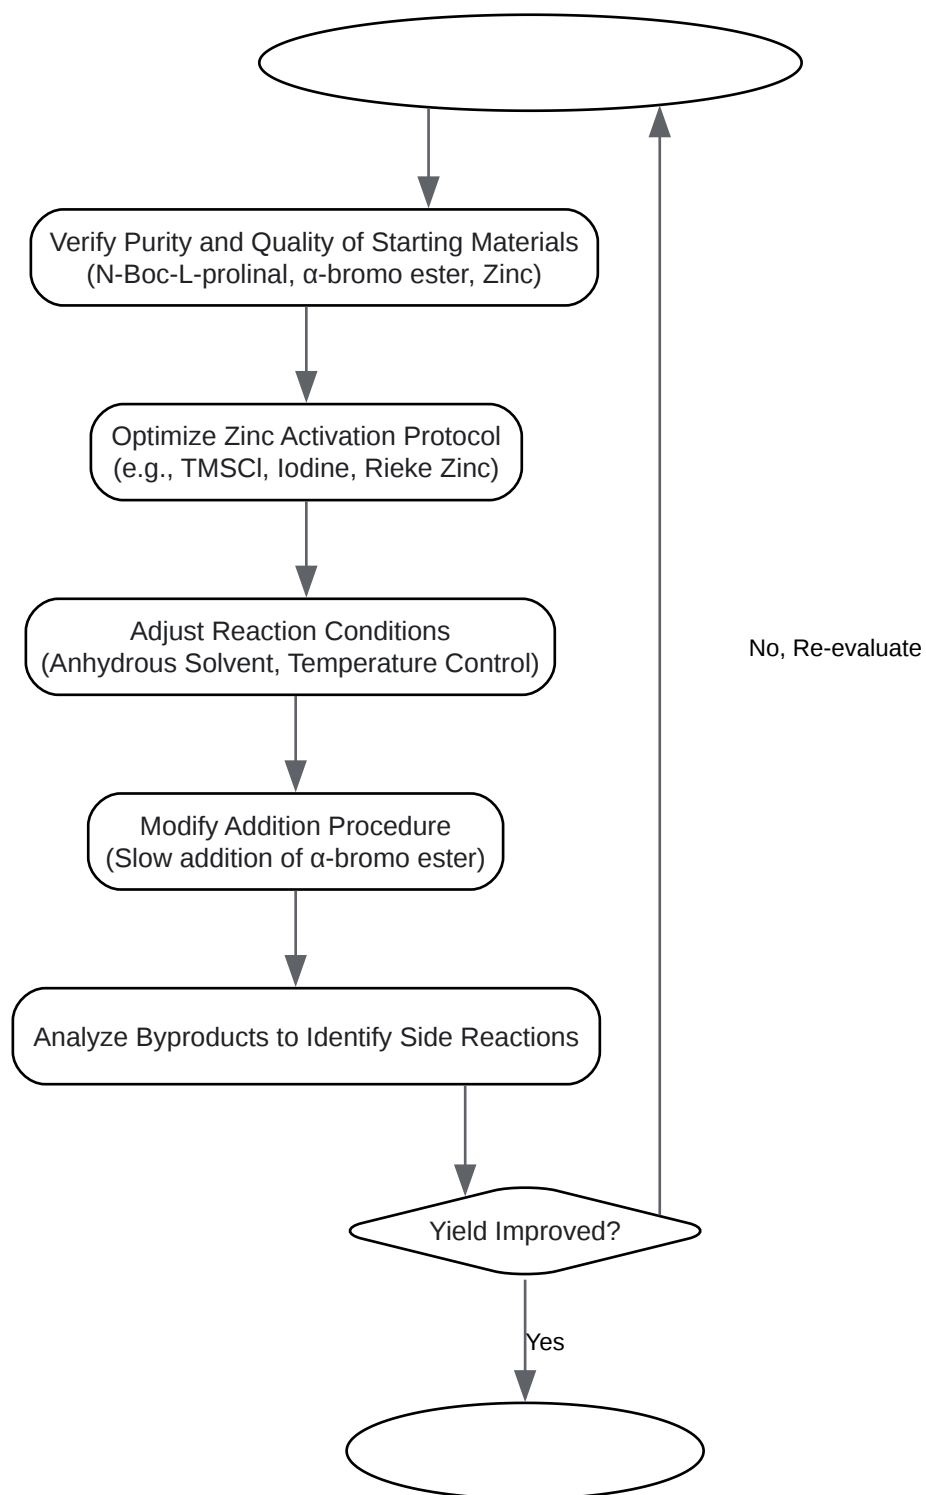 Verify Purity and Quality of Starting Materials
(N-Boc-L-prolinal, α-bromo ester, Zinc)
Optimize Zinc Activation Protocol
(e.g., TMSCl, Iodine, Rieke Zinc)
Adjust Reaction Conditions
(Anhydrous Solvent, Temperature Control)
No, Re-evaluate
Modify Addition Procedure
(Slow addition of α-bromo ester)
Analyze Byproducts to Identify Side Reactions
Yield Improved?
Yes